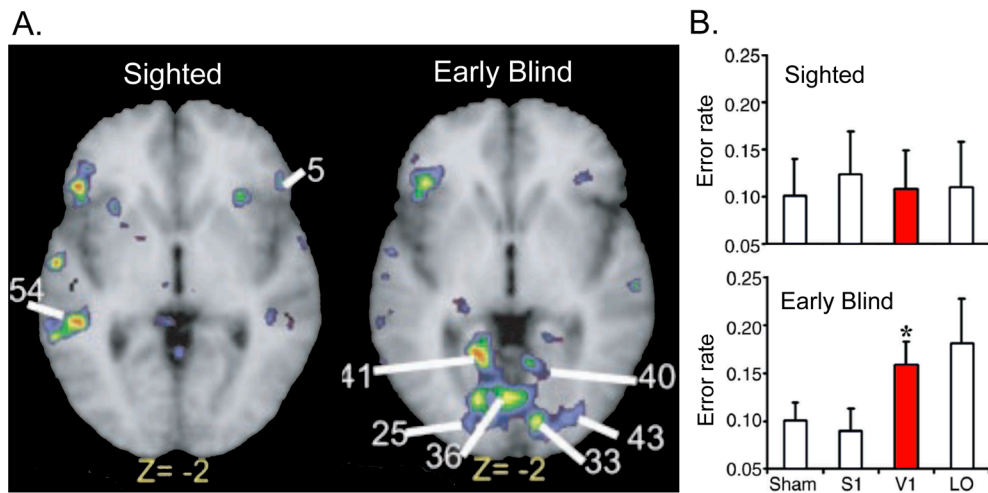 A.
Sighted
Early Blind
5
54
41
40
25
36
33
43
Z= -2
Z= -2
B.
Sighted
Error rate
0.25
0.20
0.15
0.10
0.05
Early Blind
Error rate
0.25
0.20
0.15
0.10
0.05
*
Sham S1 V1 LO